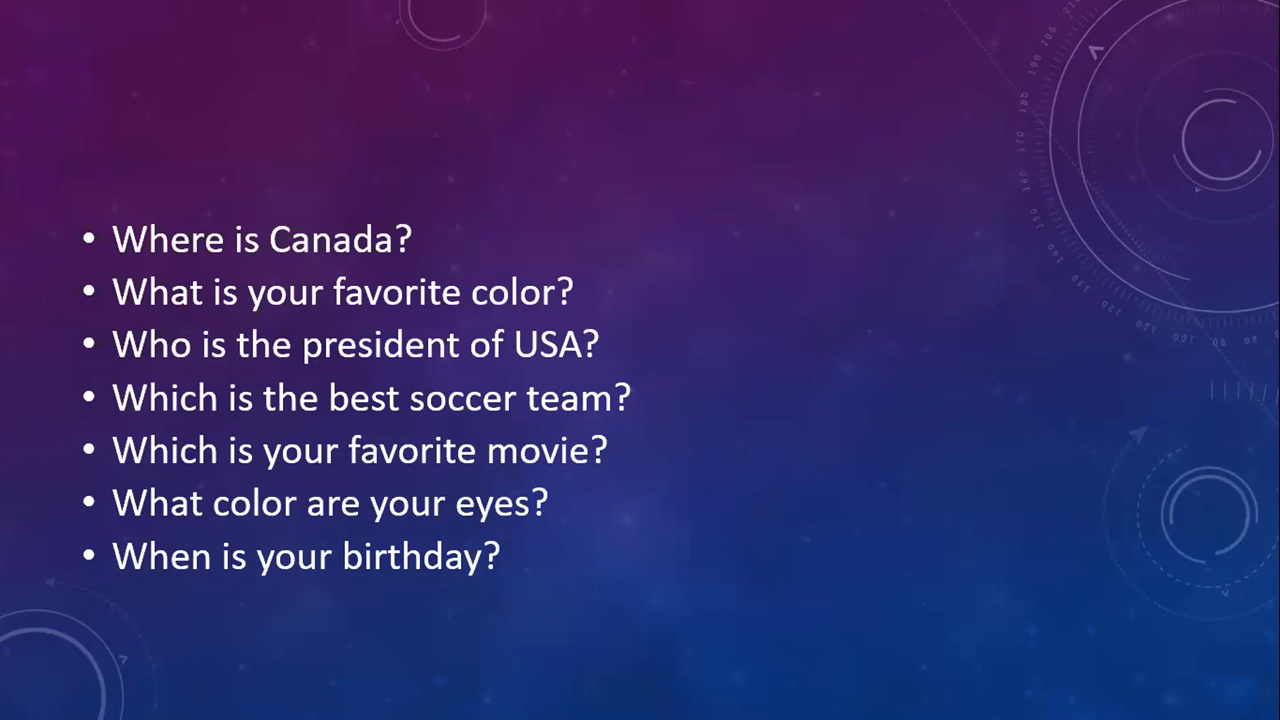 • Where is Canada?
• What is your favorite color?
• Who is the president of USA?
• Which is the best soccer team?
• Which is your favorite movie?
• What color are your eyes?
• When is your birthday?